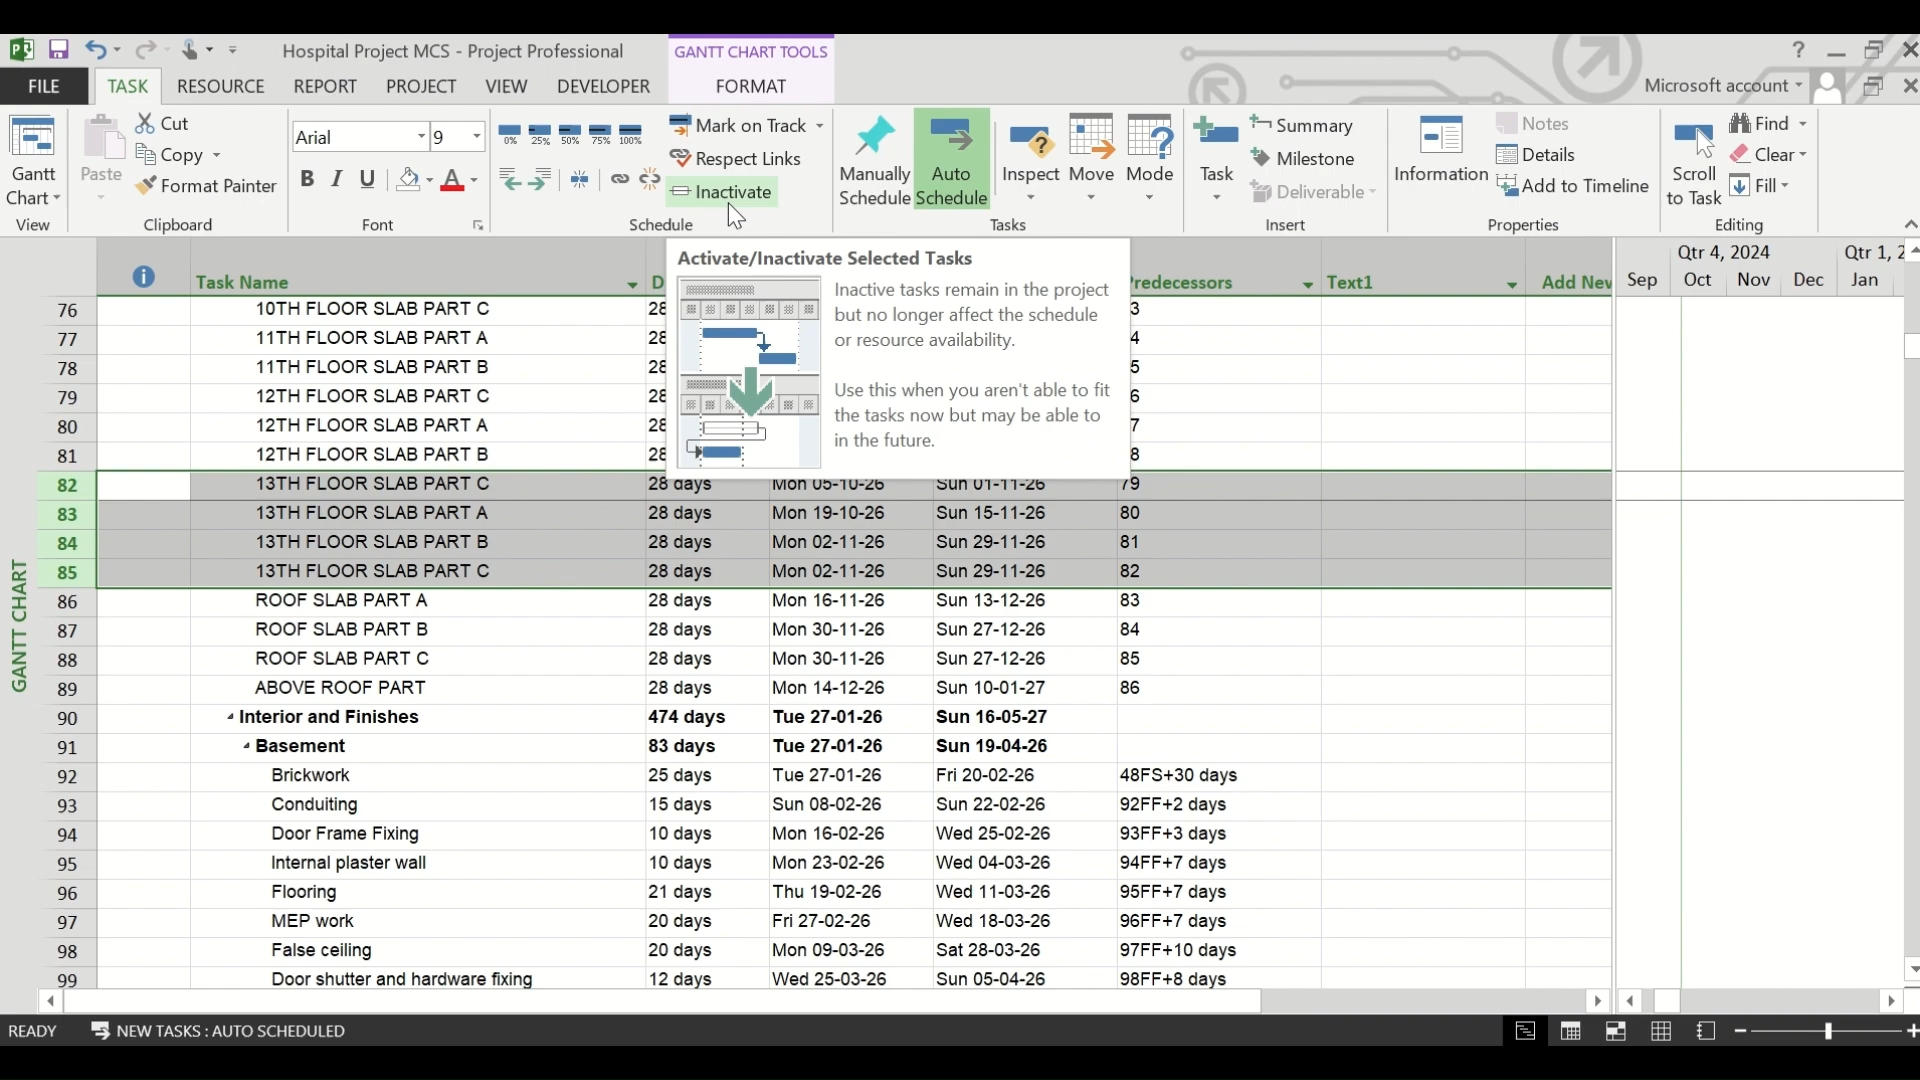 Hospital Project MCS - Project Professional
GANTT CHART TOOLS
?
FILE TASK RESOURCE REPORT PROJECT VIEW DEVELOPER FORMAT
Microsoft account
Gantt Chart
View
Paste
Cut
Copy
Format Painter
Clipboard
Arial 9
B I U A
Font
0% 25% 50% 75% 100%
Mark on Track
Respect Links
Inactivate
Schedule
Manually Schedule
Auto Schedule
Inspect
Move
Mode
Tasks
Task
Summary
Milestone
Deliverable
Insert
Information
Notes
Details
Add to Timeline
Properties
Scroll to Task
Find
Clear
Fill
Editing
Activate/Inactivate Selected Tasks
Inactive tasks remain in the project
but no longer affect the schedule
or resource availability.
Use this when you aren't able to fit
the tasks now but may be able to
in the future.
Task Name D Predecessors Text1 Add New
Qtr 4, 2024 Qtr 1, 2
Sep Oct Nov Dec Jan
GANTT CHART
76 10TH FLOOR SLAB PART C 28 3
77 11TH FLOOR SLAB PART A 28 4
78 11TH FLOOR SLAB PART B 28 5
79 12TH FLOOR SLAB PART C 28 6
80 12TH FLOOR SLAB PART A 28 7
81 12TH FLOOR SLAB PART B 28 8
82 13TH FLOOR SLAB PART C 28 days Mon 05-10-26 Sun 01-11-26 79
83 13TH FLOOR SLAB PART A 28 days Mon 19-10-26 Sun 15-11-26 80
84 13TH FLOOR SLAB PART B 28 days Mon 02-11-26 Sun 29-11-26 81
85 13TH FLOOR SLAB PART C 28 days Mon 02-11-26 Sun 29-11-26 82
86 ROOF SLAB PART A 28 days Mon 16-11-26 Sun 13-12-26 83
87 ROOF SLAB PART B 28 days Mon 30-11-26 Sun 27-12-26 84
88 ROOF SLAB PART C 28 days Mon 30-11-26 Sun 27-12-26 85
89 ABOVE ROOF PART 28 days Mon 14-12-26 Sun 10-01-27 86
90 Interior and Finishes 474 days Tue 27-01-26 Sun 16-05-27
91 Basement 83 days Tue 27-01-26 Sun 19-04-26
92 Brickwork 25 days Tue 27-01-26 Fri 20-02-26 48FS+30 days
93 Conduiting 15 days Sun 08-02-26 Sun 22-02-26 92FF+2 days
94 Door Frame Fixing 10 days Mon 16-02-26 Wed 25-02-26 93FF+3 days
95 Internal plaster wall 10 days Mon 23-02-26 Wed 04-03-26 94FF+7 days
96 Flooring 21 days Thu 19-02-26 Wed 11-03-26 95FF+7 days
97 MEP work 20 days Fri 27-02-26 Wed 18-03-26 96FF+7 days
98 False ceiling 20 days Mon 09-03-26 Sat 28-03-26 97FF+10 days
99 Door shutter and hardware fixing 12 days Wed 25-03-26 Sun 05-04-26 98FF+8 days
READY NEW TASKS : AUTO SCHEDULED